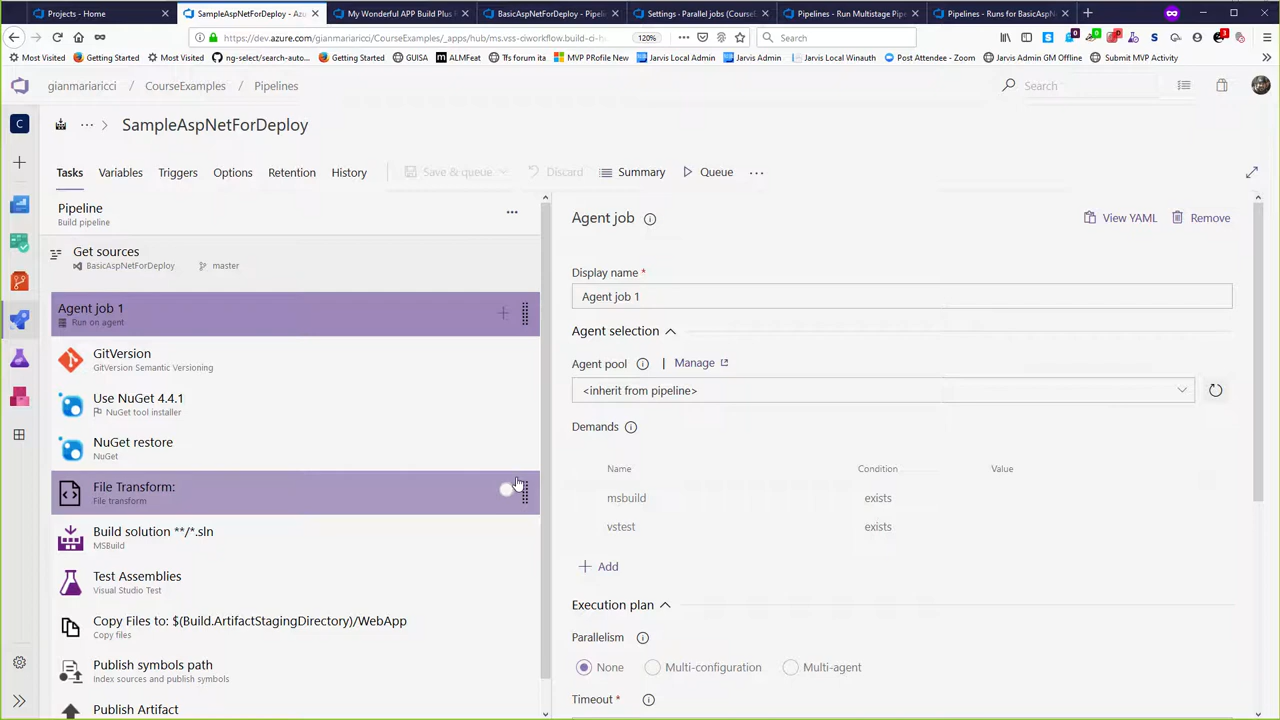 Projects - Home
SampleAspNetForDeploy - Azu
My Wonderful APP Build Plus R
BasicAspNetForDeploy - Pipelin
Settings - Parallel jobs (CourseE
Pipelines - Run Multistage Pipe
Pipelines - Runs for BasicAspN
https://dev.azure.com/gianmariaricci/CourseExamples/_apps/hub/ms.vss-ciworkflow.build-ci-h
120%
Search
Most Visited
Getting Started
Most Visited
ng-select/search-auto...
Getting Started
GUISA
ALMFeat
Tfs forum ita
MVP PRofile New
Jarvis Local Admin
Jarvis Admin
Jarvis Local Winauth
Post Attendee - Zoom
Jarvis Admin GM Offline
Submit MVP Activity
gianmariaricci / CourseExamples / Pipelines
Search
C
... > SampleAspNetForDeploy
Tasks
Variables
Triggers
Options
Retention
History
Save & queue
Discard
Summary
Queue
...
Pipeline
Build pipeline
Get sources
BasicAspNetForDeploy
master
Agent job 1
Run on agent
GitVersion
GitVersion Semantic Versioning
Use NuGet 4.4.1
NuGet tool installer
NuGet restore
NuGet
File Transform:
File transform
Build solution **/*.sln
MSBuild
Test Assemblies
Visual Studio Test
Copy Files to: $(Build.ArtifactStagingDirectory)/WebApp
Copy files
Publish symbols path
Index sources and publish symbols
Publish Artifact
Agent job
View YAML
Remove
Display name *
Agent job 1
Agent selection
Agent pool
| Manage
<inherit from pipeline>
Demands
Name Condition Value
msbuild exists
vstest exists
+ Add
Execution plan
Parallelism
None
Multi-configuration
Multi-agent
Timeout *